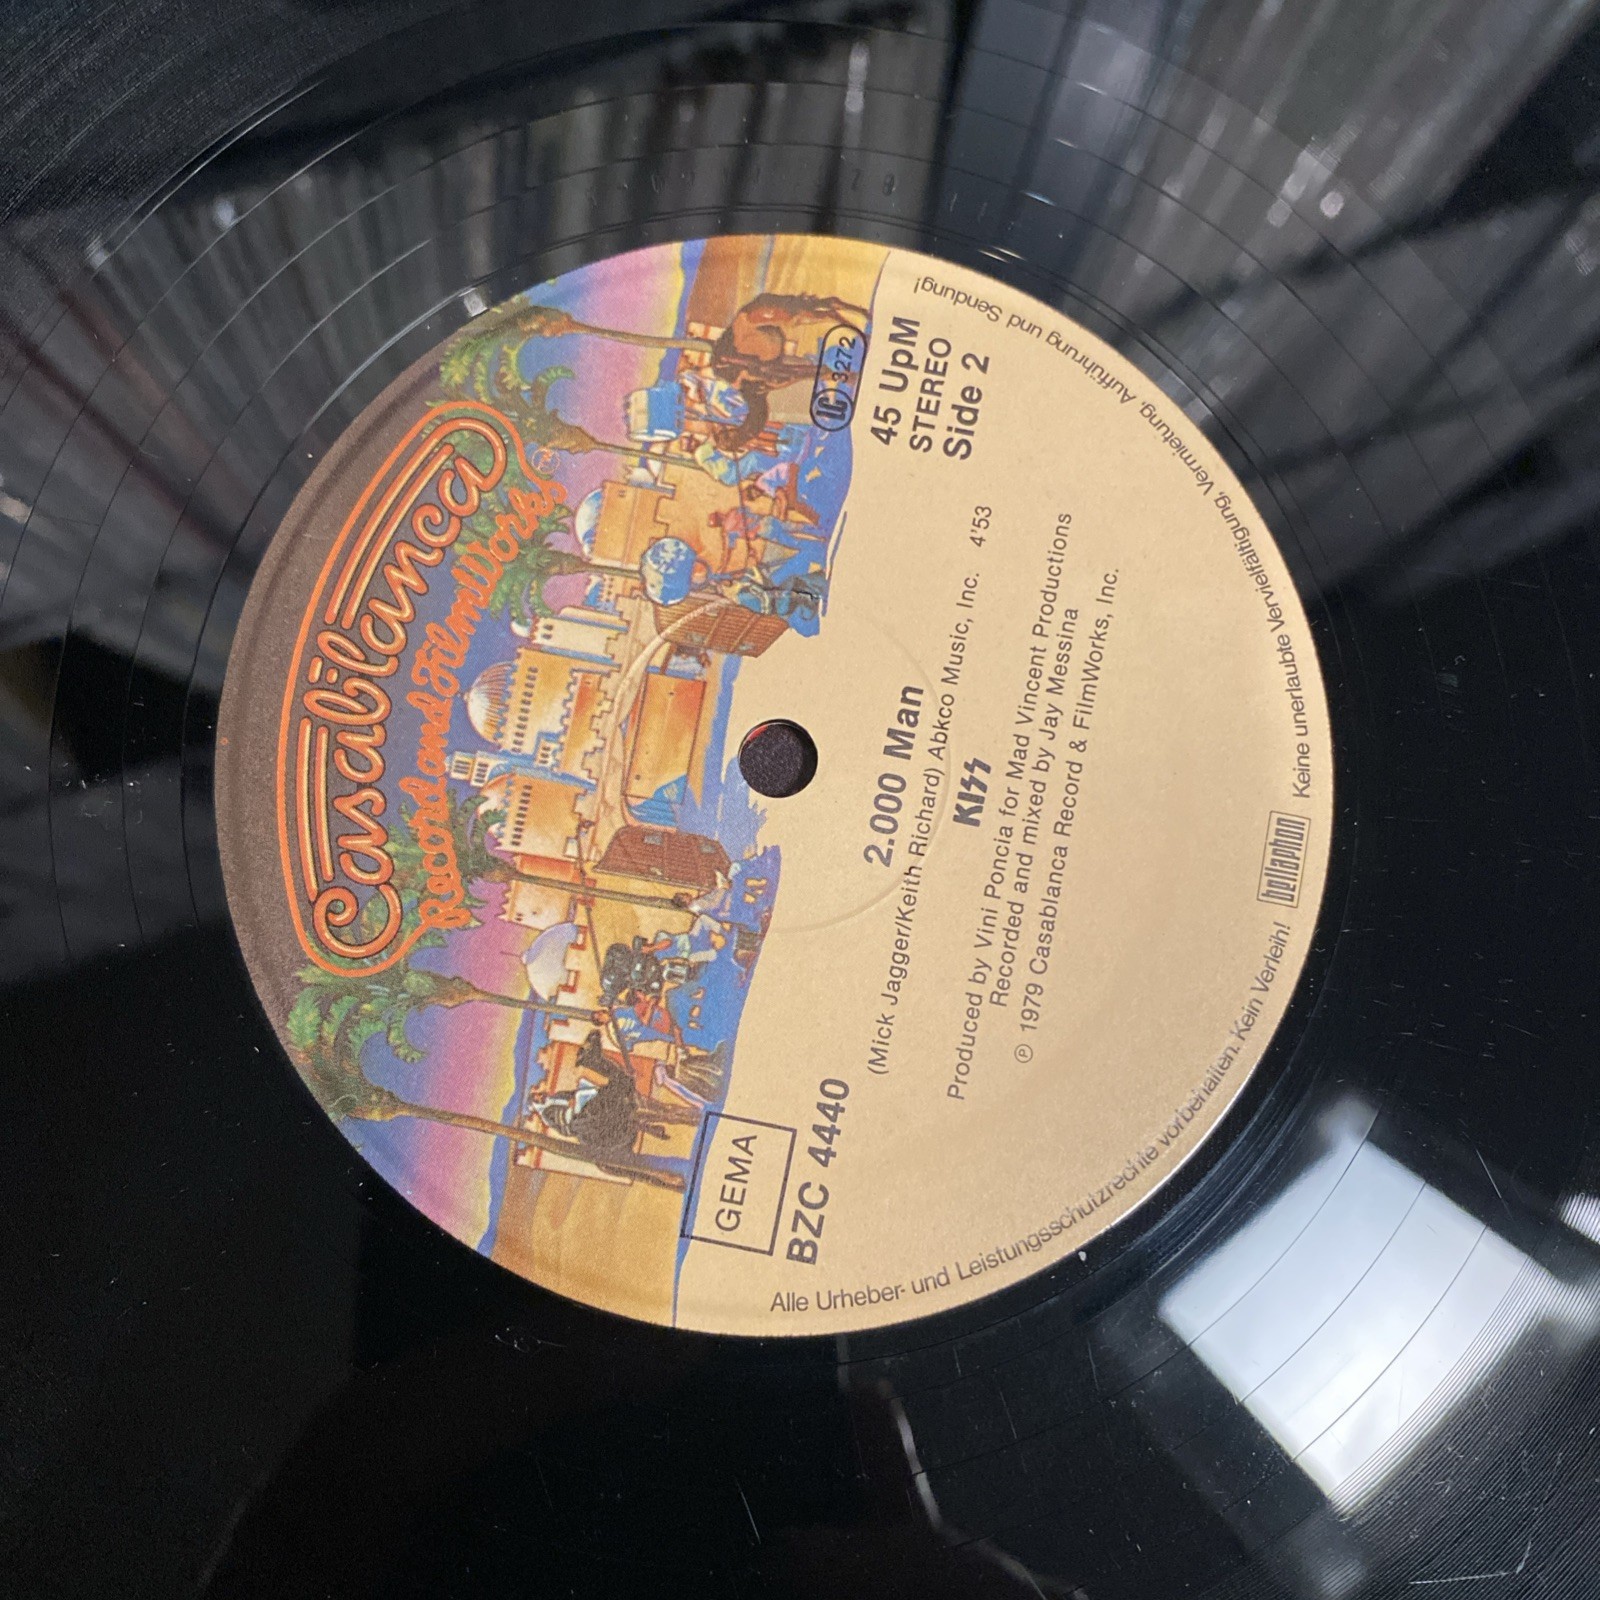 Casablanca
Record and FilmWorks
GEMA
BZC 4440
LC 3272
45 UpM
STEREO
Side 2
2.000 Man
(Mick Jagger/Keith Richard) Abkco Music, Inc. 4'53
KISS
Produced by Vini Poncia for Mad Vincent Productions
Recorded and mixed by Jay Messina
℗ 1979 Casablanca Record & FilmWorks, Inc.
Alle Urheber- und Leistungsschutzrechte vorbehalten. Kein Verleih!
bellaphon
Keine unerlaubte Vervielfältigung, Vermietung, Aufführung und Sendung!